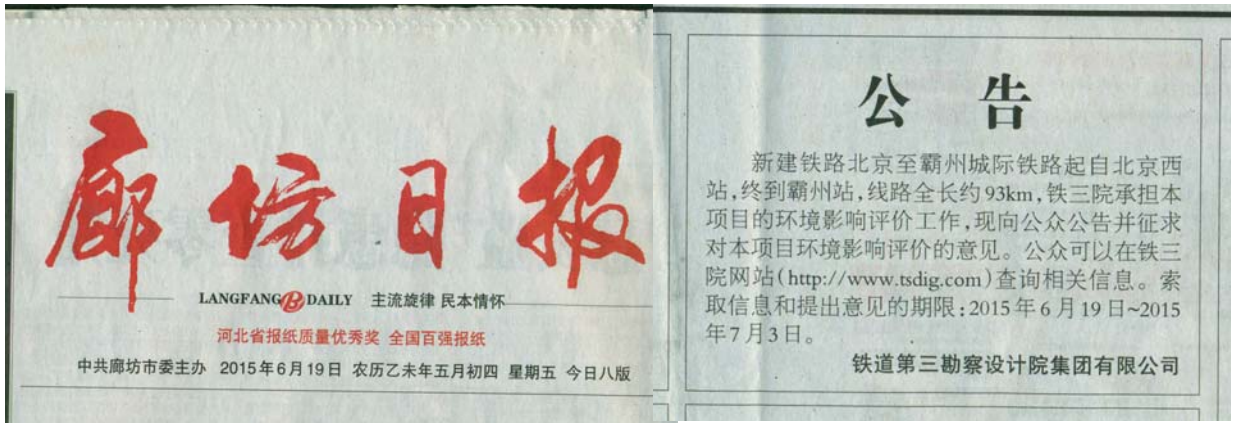 廊坊日报
LANGFANG DAILY 主流旋律 民本情怀
河北省报纸质量优秀奖 全国百强报纸
中共廊坊市委主办 2015年6月19日 农历乙未年五月初四 星期五 今日八版
公 告
新建铁路北京至霸州城际铁路起自北京西
站,终到霸州站,线路全长约93km,铁三院承担本
项目的环境影响评价工作,现向公众公告并征求
对本项目环境影响评价的意见。公众可以在铁三
院网站(http://www.tsdig.com)查询相关信息。索
取信息和提出意见的期限:2015年6月19日~2015
年7月3日。
铁道第三勘察设计院集团有限公司